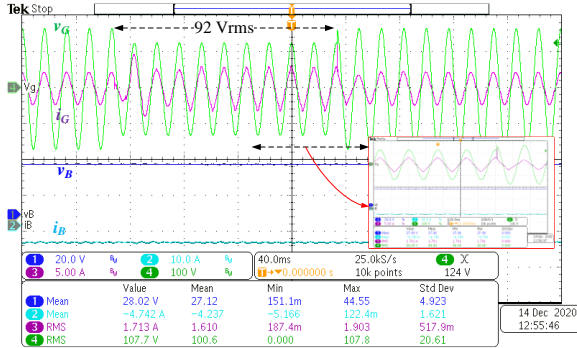 Tek Stop
v_G
92 Vrms
Vg
i_G
v_B
vB
iB
i_B
1 20.0 V 2 10.0 A
3 5.00 A 4 100 V
40.0ms 25.0kS/s 4
0.000000 s 10k points 124 V
Value Mean Min Max Std Dev
1 Mean 28.02 V 27.12 151.1m 44.55 4.923
2 Mean -4.742 A -4.237 -5.166 122.4m 1.621
3 RMS 1.713 A 1.610 187.4m 1.903 517.9m
4 RMS 107.7 V 100.6 0.000 107.8 20.61
14 Dec 2020
12:55:46